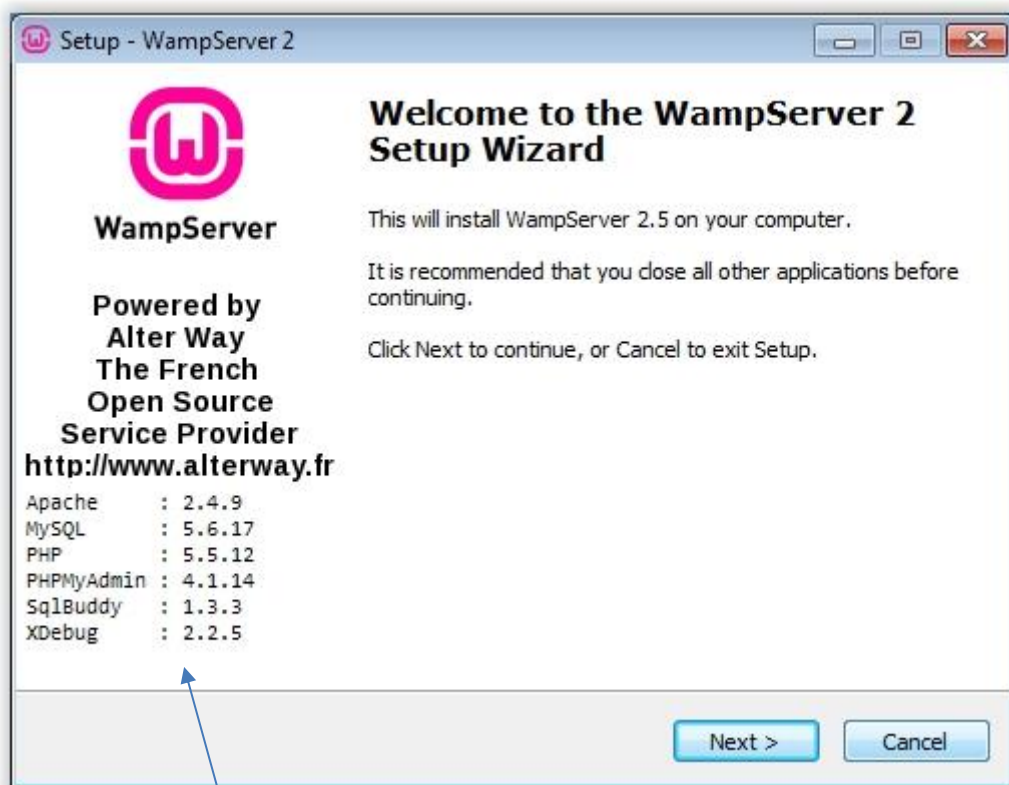 Setup - WampServer 2
WampServer
Powered by
Alter Way
The French
Open Source
Service Provider
http://www.alterway.fr
Apache : 2.4.9
MySQL : 5.6.17
PHP : 5.5.12
PHPMyAdmin : 4.1.14
SqlBuddy : 1.3.3
XDebug : 2.2.5
Welcome to the WampServer 2
Setup Wizard
This will install WampServer 2.5 on your computer.
It is recommended that you close all other applications before
continuing.
Click Next to continue, or Cancel to exit Setup.
Next >
Cancel